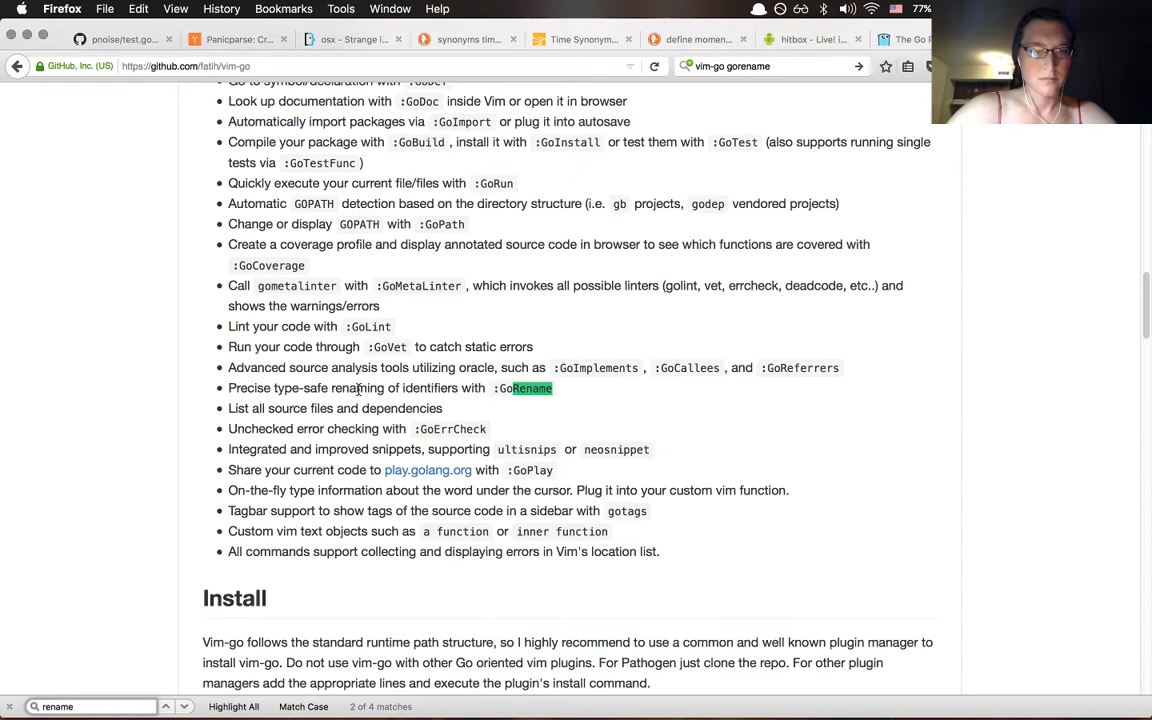 Firefox File Edit View History Bookmarks Tools Window Help 77%
pnoise/test.go... Panicparse: Cr... osx - Strange i... synonyms tim... Time Synonym... define momen... hitbox - Live! i... The Go P
GitHub, Inc. (US) https://github.com/fatih/vim-go vim-go gorename
Look up documentation with :GoDoc inside Vim or open it in browser
Automatically import packages via :GoImport or plug it into autosave
Compile your package with :GoBuild , install it with :GoInstall or test them with :GoTest (also supports running single
tests via :GoTestFunc )
Quickly execute your current file/files with :GoRun
Automatic GOPATH detection based on the directory structure (i.e. gb projects, godep vendored projects)
Change or display GOPATH with :GoPath
Create a coverage profile and display annotated source code in browser to see which functions are covered with
:GoCoverage
Call gometalinter with :GoMetaLinter , which invokes all possible linters (golint, vet, errcheck, deadcode, etc..) and
shows the warnings/errors
Lint your code with :GoLint
Run your code through :GoVet to catch static errors
Advanced source analysis tools utilizing oracle, such as :GoImplements , :GoCallees , and :GoReferrers
Precise type-safe renaming of identifiers with :GoRename
List all source files and dependencies
Unchecked error checking with :GoErrCheck
Integrated and improved snippets, supporting ultisnips or neosnippet
Share your current code to play.golang.org with :GoPlay
On-the-fly type information about the word under the cursor. Plug it into your custom vim function.
Tagbar support to show tags of the source code in a sidebar with gotags
Custom vim text objects such as a function or inner function
All commands support collecting and displaying errors in Vim's location list.
Install
Vim-go follows the standard runtime path structure, so I highly recommend to use a common and well known plugin manager to
install vim-go. Do not use vim-go with other Go oriented vim plugins. For Pathogen just clone the repo. For other plugin
managers add the appropriate lines and execute the plugin's install command.
rename Highlight All Match Case 2 of 4 matches